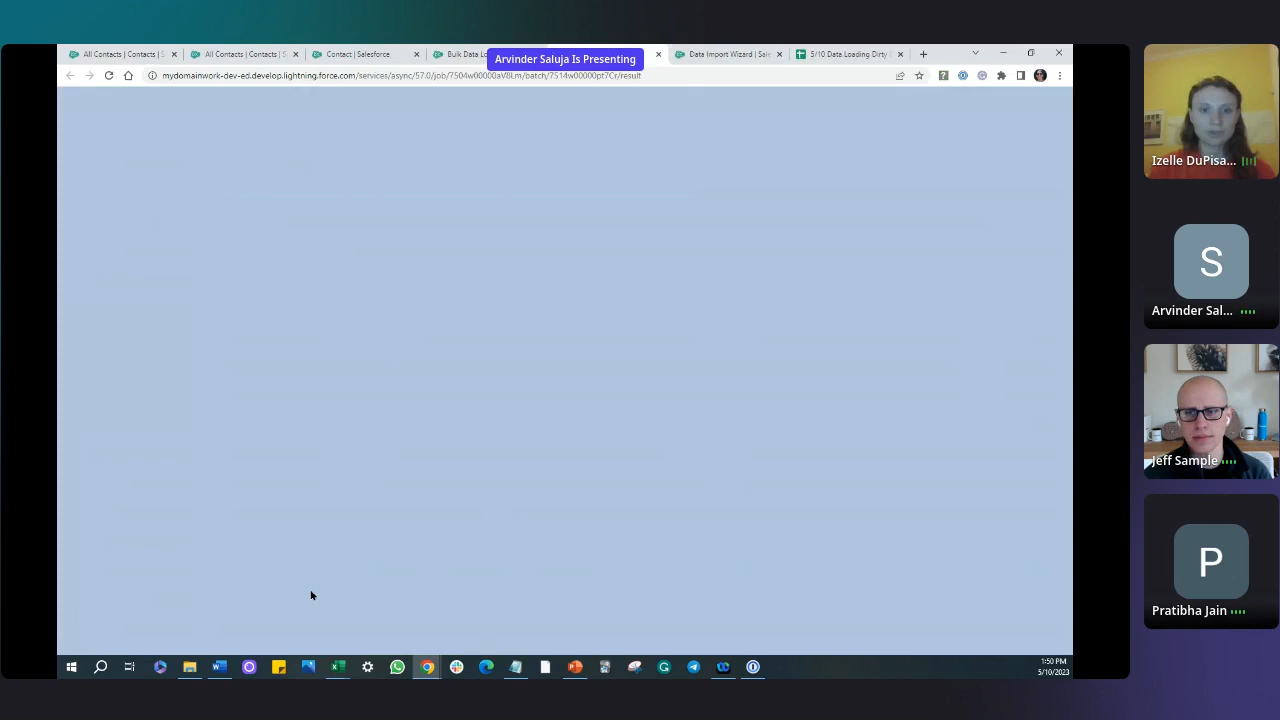 All Contacts | Contacts | S
All Contacts | Contacts | S
Contact | Salesforce
Bulk Data Lo
Arvinder Saluja Is Presenting
Data Import Wizard | Sale
5/10 Data Loading Dirty
mydomainwork-dev-ed.develop.lightning.force.com/services/async/57.0/job/7504w00000aV8Lm/batch/7514w00000pt7Cr/result
Izelle DuPisa...
S
Arvinder Sal...
Jeff Sample
P
Pratibha Jain
1:50 PM
5/10/2023